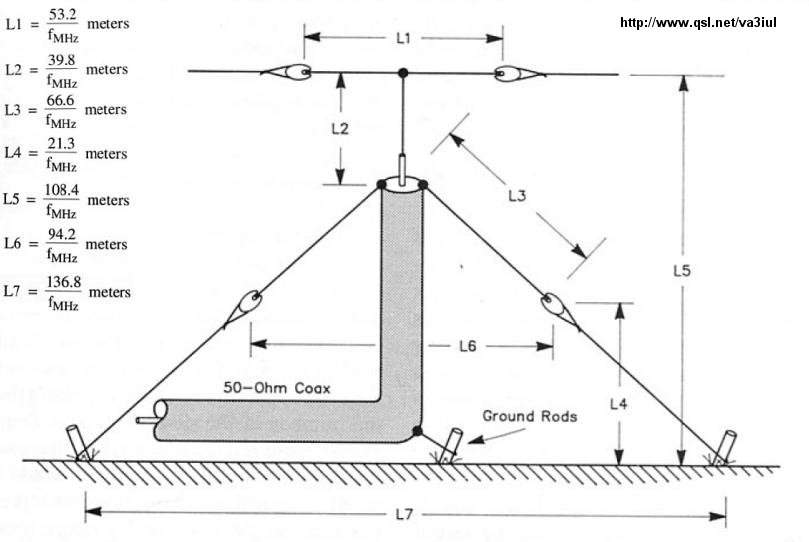 http://www.qsl.net/va3iul
L1 = 53.2/fMHz meters
L2 = 39.8/fMHz meters
L3 = 66.6/fMHz meters
L4 = 21.3/fMHz meters
L5 = 108.4/fMHz meters
L6 = 94.2/fMHz meters
L7 = 136.8/fMHz meters
L1
L2
L3
L5
L6
L4
50-Ohm Coax
Ground Rods
L7